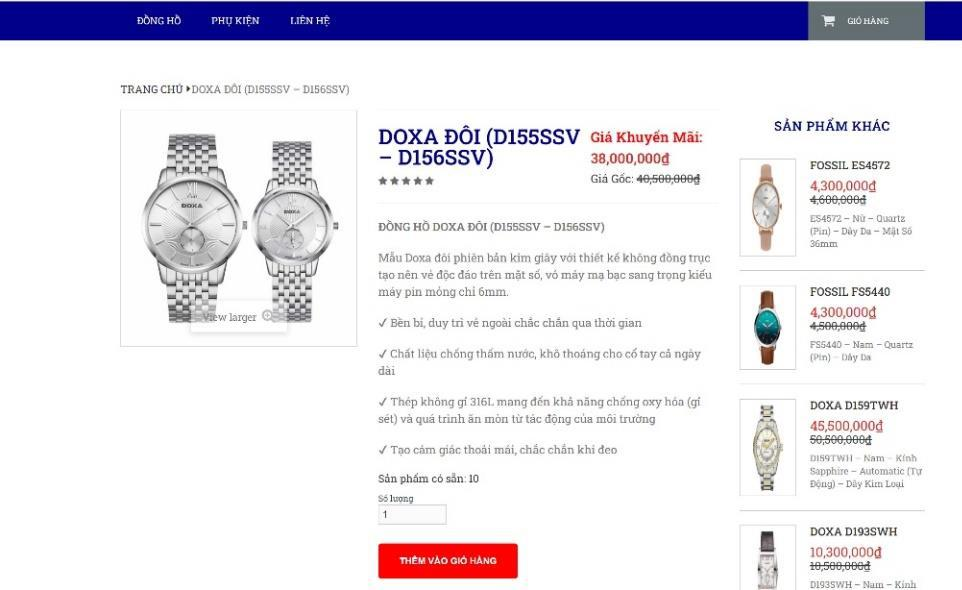 ĐỒNG HỒ
PHỤ KIỆN
LIÊN HỆ
GIỎ HÀNG
TRANG CHỦ
DOXA ĐÔI (D155SSV – D156SSV)
DOXA
DOXA
View larger
DOXA ĐÔI (D155SSV
– D156SSV)
Giá Khuyến Mãi:
38,000,000₫
Giá Gốc: 40,500,000₫
ĐỒNG HỒ DOXA ĐÔI (D155SSV – D156SSV)
Mẫu Doxa đôi phiên bản kim giây với thiết kế không đồng trục
tạo nên vẻ độc đáo trên mặt số, vỏ máy mạ bạc sang trọng kiểu
máy pin mỏng chỉ 6mm.
✓ Bền bỉ, duy trì vẻ ngoài chắc chắn qua thời gian
✓ Chất liệu chống thấm nước, khô thoáng cho cổ tay cả ngày
dài
✓ Thép không gỉ 316L mang đến khả năng chống oxy hóa (gỉ
sét) và quá trình ăn mòn từ tác động của môi trường
✓ Tạo cảm giác thoải mái, chắc chắn khi đeo
Sản phẩm có sẵn: 10
Số lượng
1
THÊM VÀO GIỎ HÀNG
SẢN PHẨM KHÁC
FOSSIL ES4572
4,300,000₫
4,600,000₫
ES4572 – Nữ – Quartz
(Pin) – Dây Da – Mặt Số
36mm
FOSSIL FS5440
4,300,000₫
4,500,000₫
FS5440 – Nam – Quartz
(Pin) – Dây Da
DOXA D159TWH
45,500,000₫
50,500,000₫
D159TWH – Nam – Kính
Sapphire – Automatic (Tự
Động) – Dây Kim Loại
DOXA D193SWH
10,300,000₫
10,500,000₫
D193SWH – Nam – Kính